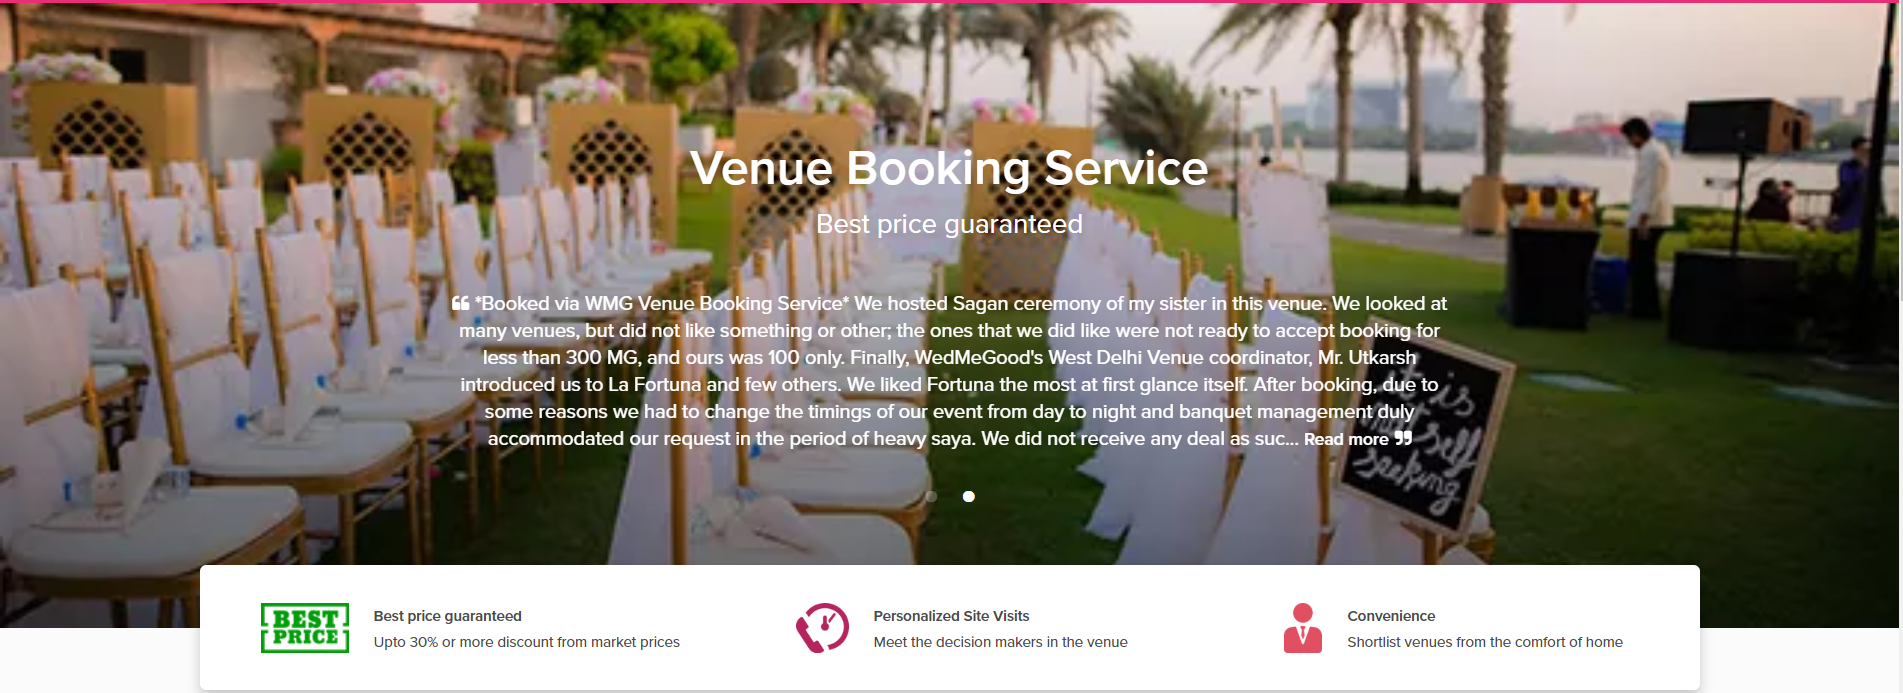 Venue Booking Service
Best price guaranteed
*Booked via WMG Venue Booking Service* We hosted Sagan ceremony of my sister in this venue. We looked at
many venues, but did not like something or other; the ones that we did like were not ready to accept booking for
less than 300 MG, and ours was 100 only. Finally, WedMeGood's West Delhi Venue coordinator, Mr. Utkarsh
introduced us to La Fortuna and few others. We liked Fortuna the most at first glance itself. After booking, due to
some reasons we had to change the timings of our event from day to night and banquet management duly
accommodated our request in the period of heavy saya. We did not receive any deal as suc... Read more
is
self
seeking
BEST
PRICE
Best price guaranteed
Upto 30% or more discount from market prices
Personalized Site Visits
Meet the decision makers in the venue
Convenience
Shortlist venues from the comfort of home